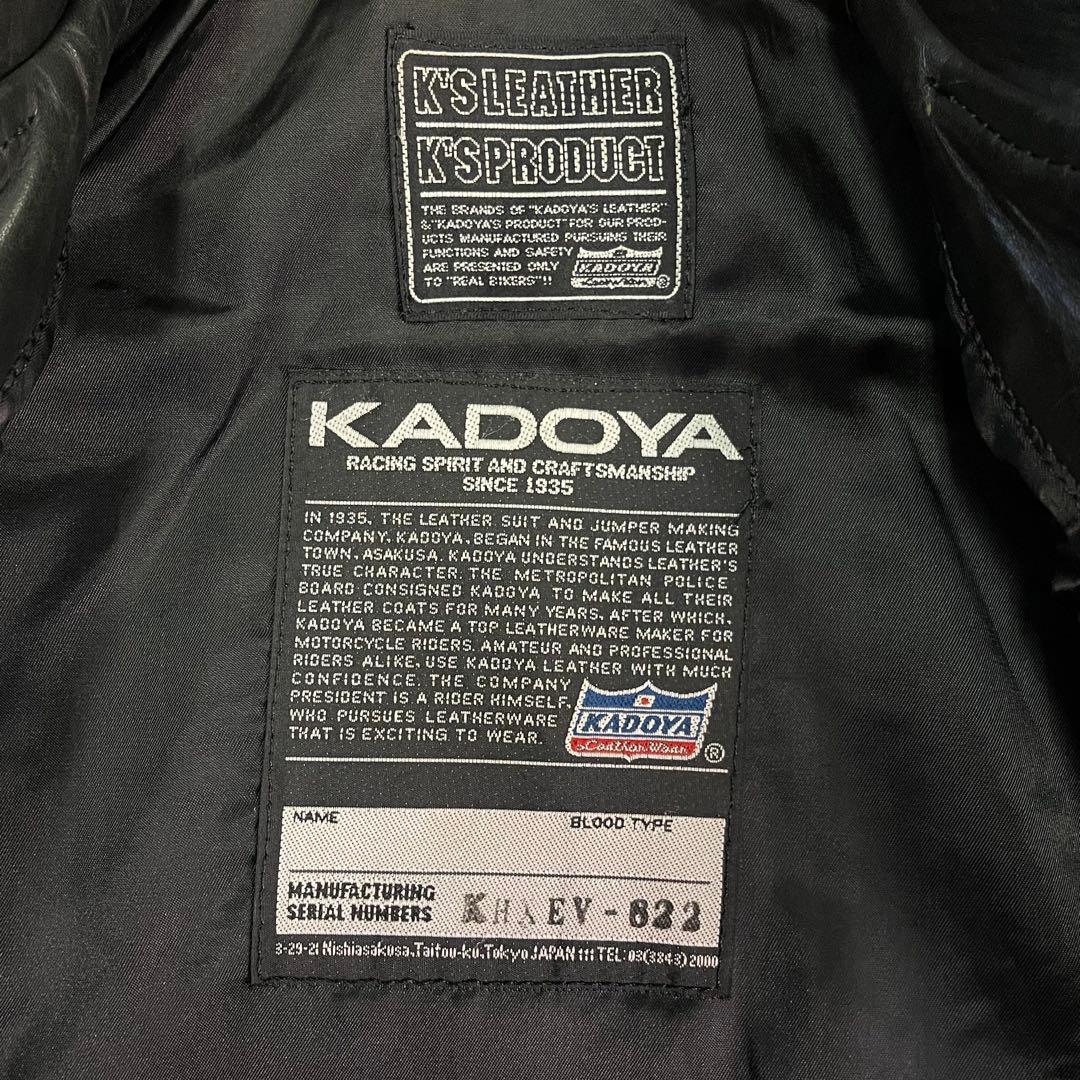 K'S LEATHER
K'S PRODUCT
THE BRANDS OF "KADOYA'S LEATHER"
& "KADOYA'S PRODUCT" FOR OUR PROD-
UCTS MANUFACTURED PURSUING THEIR
FUNCTIONS AND SAFETY
ARE PRESENTED ONLY
TO "REAL BIKERS"!!
KADOYA
Leather Wear
®
KADOYA
RACING SPIRIT AND CRAFTSMANSHIP
SINCE 1935
IN 1935, THE LEATHER SUIT AND JUMPER MAKING
COMPANY, KADOYA, BEGAN IN THE FAMOUS LEATHER
TOWN, ASAKUSA. KADOYA UNDERSTANDS LEATHER'S
TRUE CHARACTER. THE METROPOLITAN POLICE
BOARD CONSIGNED KADOYA TO MAKE ALL THEIR
LEATHER COATS FOR MANY YEARS, AFTER WHICH,
KADOYA BECAME A TOP LEATHERWARE MAKER FOR
MOTORCYCLE RIDERS. AMATEUR AND PROFESSIONAL
RIDERS ALIKE, USE KADOYA LEATHER WITH MUCH
CONFIDENCE. THE COMPANY
PRESIDENT IS A RIDER HIMSELF,
WHO PURSUES LEATHERWARE
THAT IS EXCITING TO WEAR.
KADOYA
Leather Wear
®
NAME BLOOD TYPE
MANUFACTURING
SERIAL NUMBERS
EV-622
3-29-21 Nishiasakusa, Taitou-ku, Tokyo JAPAN 111 TEL: 03(3843)2000